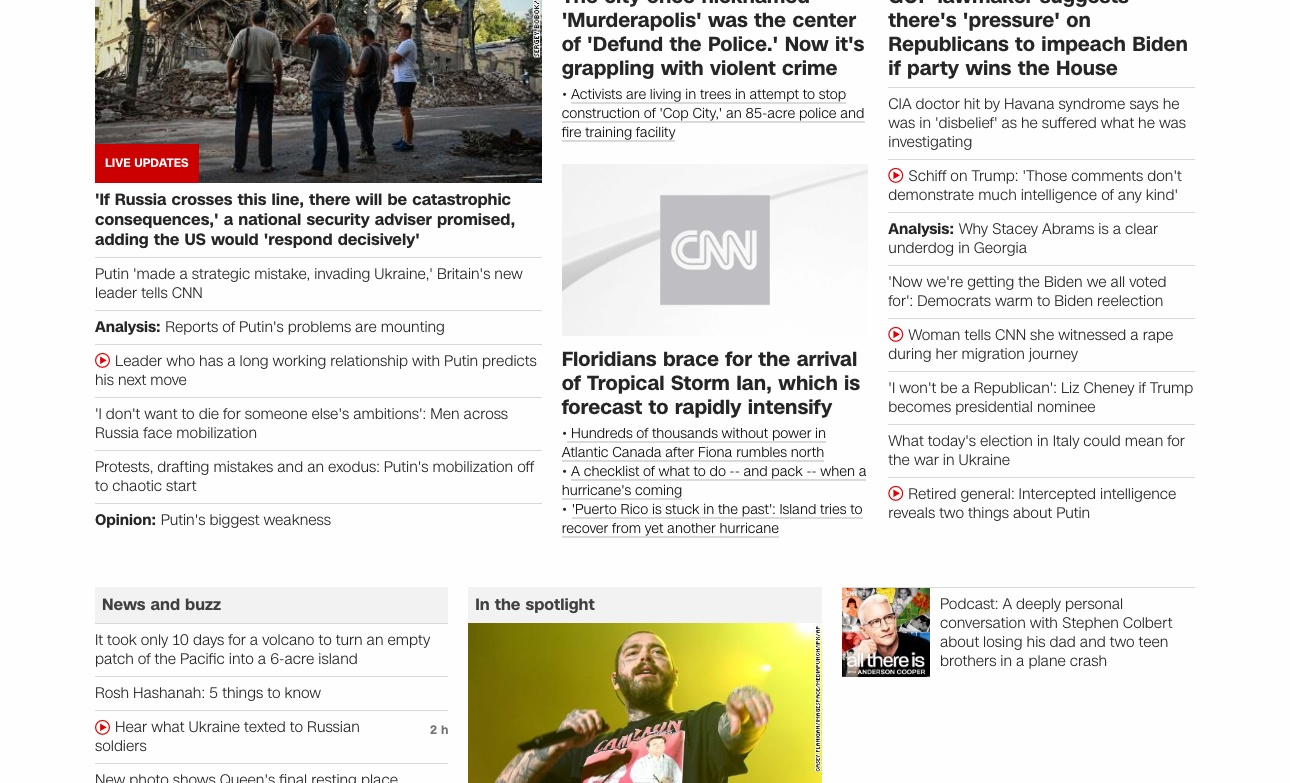 SERGEY BOBOK/
LIVE UPDATES
'If Russia crosses this line, there will be catastrophic
consequences,' a national security adviser promised,
adding the US would 'respond decisively'
Putin 'made a strategic mistake, invading Ukraine,' Britain's new
leader tells CNN
Analysis: Reports of Putin's problems are mounting
Leader who has a long working relationship with Putin predicts
his next move
'I don't want to die for someone else's ambitions': Men across
Russia face mobilization
Protests, drafting mistakes and an exodus: Putin's mobilization off
to chaotic start
Opinion: Putin's biggest weakness
The city once nicknamed
'Murderapolis' was the center
of 'Defund the Police.' Now it's
grappling with violent crime
• Activists are living in trees in attempt to stop
construction of 'Cop City,' an 85-acre police and
fire training facility
CNN
Floridians brace for the arrival
of Tropical Storm Ian, which is
forecast to rapidly intensify
• Hundreds of thousands without power in
Atlantic Canada after Fiona rumbles north
• A checklist of what to do -- and pack -- when a
hurricane's coming
• 'Puerto Rico is stuck in the past': Island tries to
recover from yet another hurricane
GOP lawmaker suggests
there's 'pressure' on
Republicans to impeach Biden
if party wins the House
CIA doctor hit by Havana syndrome says he
was in 'disbelief' as he suffered what he was
investigating
Schiff on Trump: 'Those comments don't
demonstrate much intelligence of any kind'
Analysis: Why Stacey Abrams is a clear
underdog in Georgia
'Now we're getting the Biden we all voted
for': Democrats warm to Biden reelection
Woman tells CNN she witnessed a rape
during her migration journey
'I won't be a Republican': Liz Cheney if Trump
becomes presidential nominee
What today's election in Italy could mean for
the war in Ukraine
Retired general: Intercepted intelligence
reveals two things about Putin
News and buzz
It took only 10 days for a volcano to turn an empty
patch of the Pacific into a 6-acre island
Rosh Hashanah: 5 things to know
Hear what Ukraine texted to Russian
soldiers
2 h
New photo shows Queen's final resting place
In the spotlight
all there is
ANDERSON COOPER
Podcast: A deeply personal
conversation with Stephen Colbert
about losing his dad and two teen
brothers in a plane crash